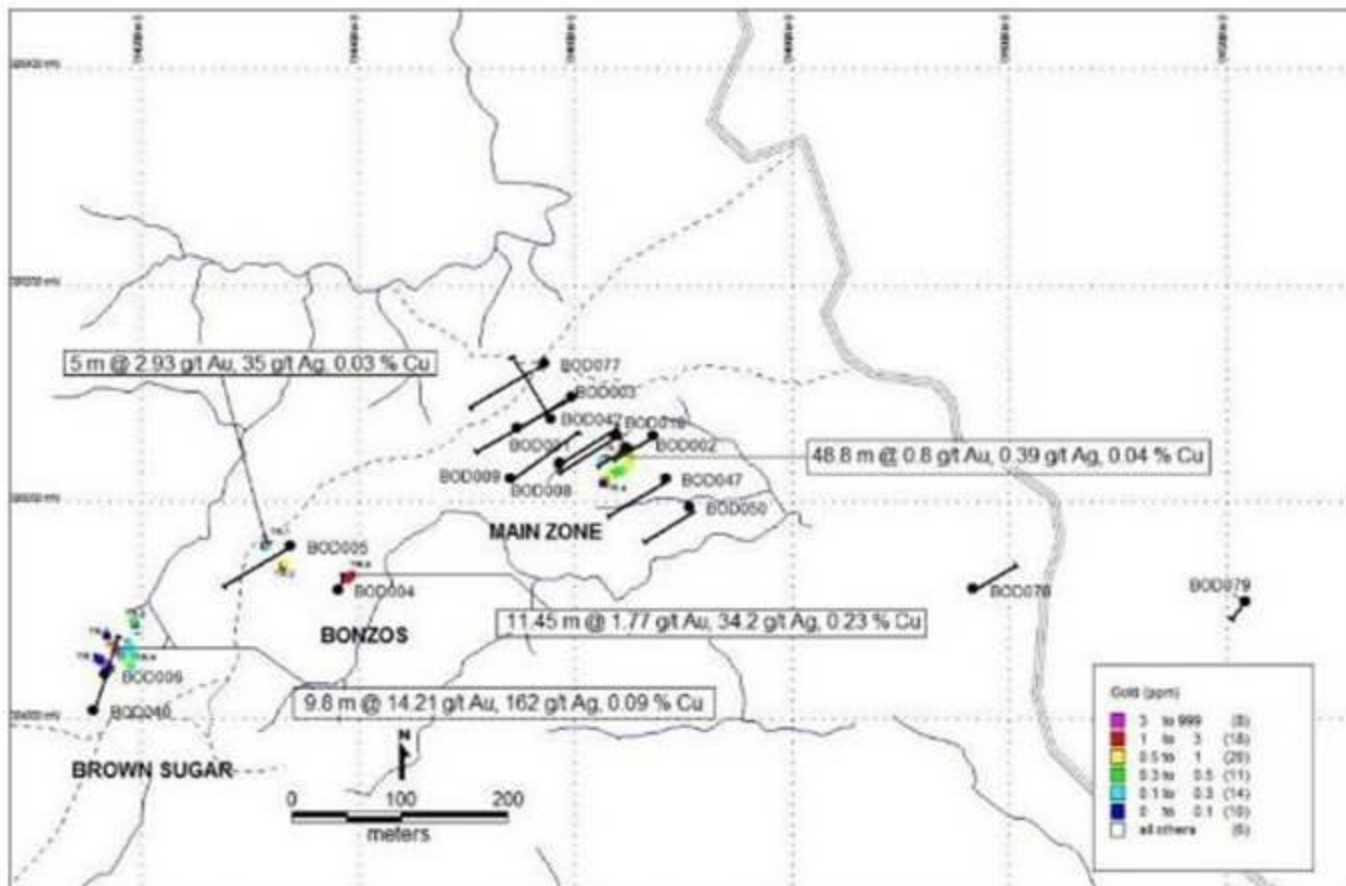 5 m @ 2.93 g/t Au, 35 g/t Ag, 0.03 % Cu
BOD077
BOD003
BOD042
BOD001
BOD002
48.8 m @ 0.8 g/t Au, 0.39 g/t Ag, 0.04 % Cu
BOD009
BOD008
BOD047
BOD050
MAIN ZONE
BOD005
BOD004
BOD079
BONZOS
11.45 m @ 1.77 g/t Au, 34.2 g/t Ag, 0.23 % Cu
BOD006
9.8 m @ 14.21 g/t Au, 162 g/t Ag, 0.09 % Cu
BROWN SUGAR
N
0 100 200
meters
Gold (ppm)
to 999 (8)
1 to 3 (18)
0.5 to 1 (20)
0.3 to 0.5 (11)
0.1 to 0.3 (14)
0 to 0.1 (10)
all others (6)